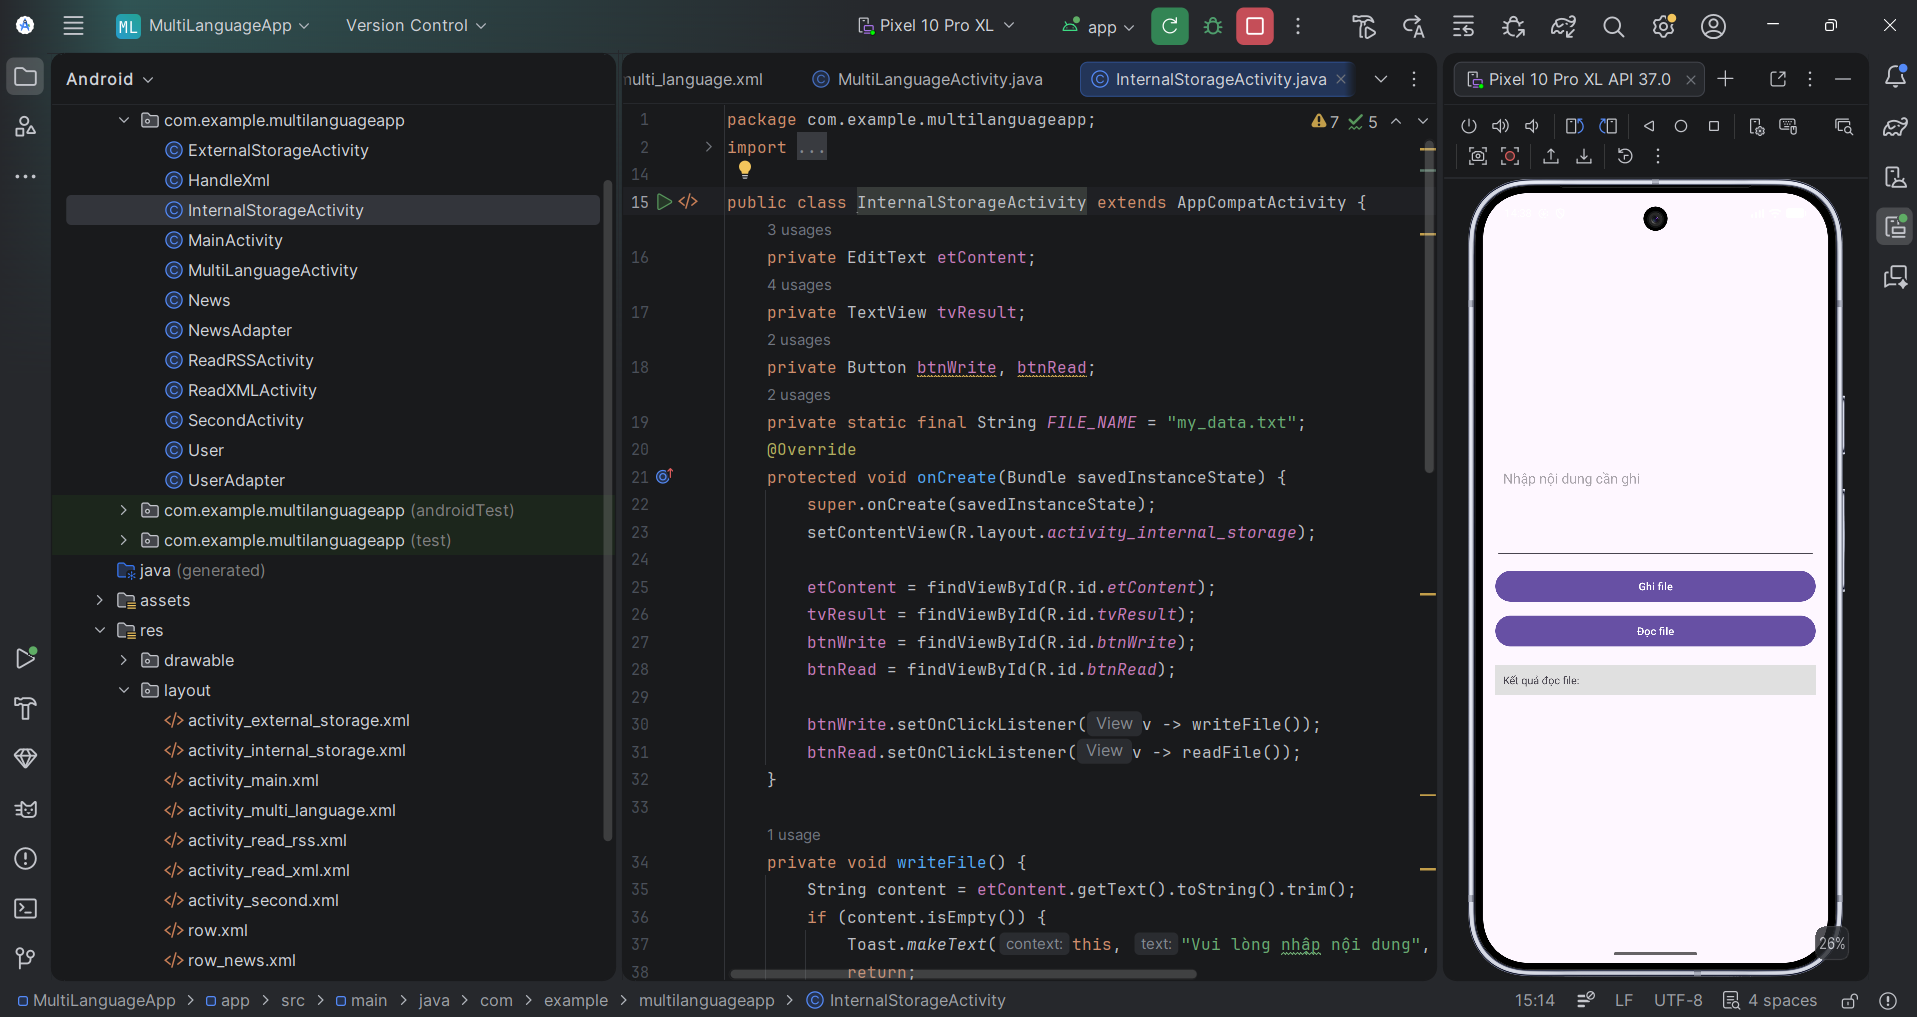 ML MultiLanguageApp
Version Control
Pixel 10 Pro XL
app
Android
com.example.multilanguageapp
ExternalStorageActivity
HandleXml
InternalStorageActivity
MainActivity
MultiLanguageActivity
News
NewsAdapter
ReadRSSActivity
ReadXMLActivity
SecondActivity
User
UserAdapter
com.example.multilanguageapp (androidTest)
com.example.multilanguageapp (test)
java (generated)
assets
res
drawable
layout
activity_external_storage.xml
activity_internal_storage.xml
activity_main.xml
activity_multi_language.xml
activity_read_rss.xml
activity_read_xml.xml
activity_second.xml
row.xml
row_news.xml
nulti_language.xml
MultiLanguageActivity.java
InternalStorageActivity.java
7 5
1 package com.example.multilanguageapp;
2 import ...
14
15 public class InternalStorageActivity extends AppCompatActivity {
3 usages
16 private EditText etContent;
4 usages
17 private TextView tvResult;
2 usages
18 private Button btnWrite, btnRead;
2 usages
19 private static final String FILE_NAME = "my_data.txt";
20 @Override
21 protected void onCreate(Bundle savedInstanceState) {
22 super.onCreate(savedInstanceState);
23 setContentView(R.layout.activity_internal_storage);
24
25 etContent = findViewById(R.id.etContent);
26 tvResult = findViewById(R.id.tvResult);
27 btnWrite = findViewById(R.id.btnWrite);
28 btnRead = findViewById(R.id.btnRead);
29
30 btnWrite.setOnClickListener( View v -> writeFile());
31 btnRead.setOnClickListener( View v -> readFile());
32 }
33
1 usage
34 private void writeFile() {
35 String content = etContent.getText().toString().trim();
36 if (content.isEmpty()) {
37 Toast.makeText( context: this, text: "Vui lòng nhập nội dung",
38 return;
Pixel 10 Pro XL API 37.0
Nhập nội dung cần ghi
Ghi file
Đọc file
Kết quả đọc file:
26%
MultiLanguageApp > app > src > main > java > com > example > multilanguageapp > InternalStorageActivity
15:14 LF UTF-8 4 spaces